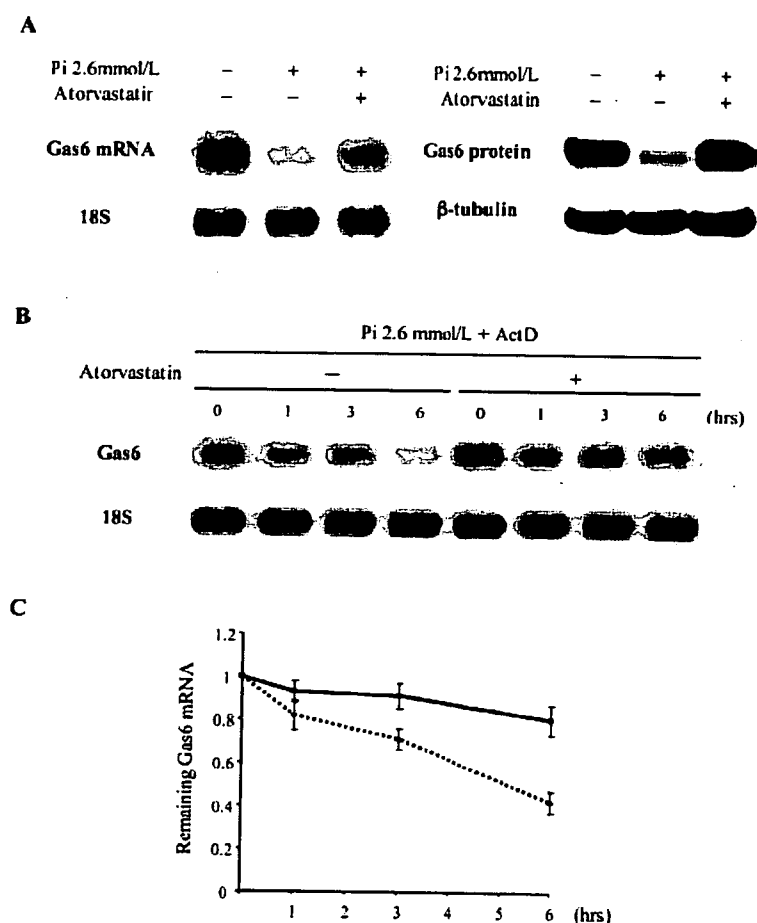 A
Pi 2.6mmol/L – + +
Atorvastatir – – +
Gas6 mRNA
18S
Pi 2.6mmol/L – + +
Atorvastatin – – +
Gas6 protein
β-tubulin
B
Pi 2.6 mmol/L + ActD
Atorvastatin – +
0 1 3 6 0 1 3 6 (hrs)
Gas6
18S
C
Remaining Gas6 mRNA
1.2
1
0.8
0.6
0.4
0.2
0
1 2 3 4 5 6 (hrs)